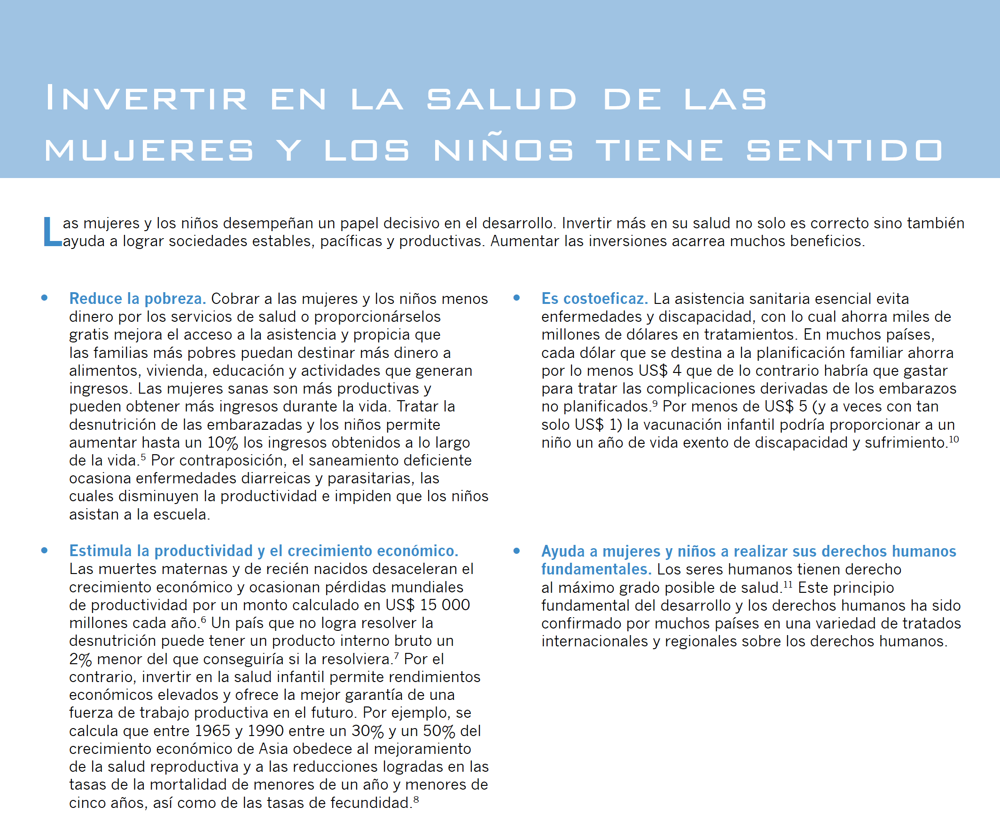 INVERTIR EN LA SALUD DE LAS
MUJERES Y LOS NIÑOS TIENE SENTIDO
Las mujeres y los niños desempeñan un papel decisivo en el desarrollo. Invertir más en su salud no solo es correcto sino también
ayuda a lograr sociedades estables, pacíficas y productivas. Aumentar las inversiones acarrea muchos beneficios.
• Reduce la pobreza. Cobrar a las mujeres y los niños menos
dinero por los servicios de salud o proporcionárselos
gratis mejora el acceso a la asistencia y propicia que
las familias más pobres puedan destinar más dinero a
alimentos, vivienda, educación y actividades que generan
ingresos. Las mujeres sanas son más productivas y
pueden obtener más ingresos durante la vida. Tratar la
desnutrición de las embarazadas y los niños permite
aumentar hasta un 10% los ingresos obtenidos a lo largo
de la vida.⁵ Por contraposición, el saneamiento deficiente
ocasiona enfermedades diarreicas y parasitarias, las
cuales disminuyen la productividad e impiden que los niños
asistan a la escuela.
• Estimula la productividad y el crecimiento económico.
Las muertes maternas y de recién nacidos desaceleran el
crecimiento económico y ocasionan pérdidas mundiales
de productividad por un monto calculado en US$ 15 000
millones cada año.⁶ Un país que no logra resolver la
desnutrición puede tener un producto interno bruto un
2% menor del que conseguiría si la resolviera.⁷ Por el
contrario, invertir en la salud infantil permite rendimientos
económicos elevados y ofrece la mejor garantía de una
fuerza de trabajo productiva en el futuro. Por ejemplo, se
calcula que entre 1965 y 1990 entre un 30% y un 50% del
crecimiento económico de Asia obedece al mejoramiento
de la salud reproductiva y a las reducciones logradas en las
tasas de la mortalidad de menores de un año y menores de
cinco años, así como de las tasas de fecundidad.⁸
• Es costoeficaz. La asistencia sanitaria esencial evita
enfermedades y discapacidad, con lo cual ahorra miles de
millones de dólares en tratamientos. En muchos países,
cada dólar que se destina a la planificación familiar ahorra
por lo menos US$ 4 que de lo contrario habría que gastar
para tratar las complicaciones derivadas de los embarazos
no planificados.⁹ Por menos de US$ 5 (y a veces con tan
solo US$ 1) la vacunación infantil podría proporcionar a un
niño un año de vida exento de discapacidad y sufrimiento.¹⁰
• Ayuda a mujeres y niños a realizar sus derechos humanos
fundamentales. Los seres humanos tienen derecho
al máximo grado posible de salud.¹¹ Este principio
fundamental del desarrollo y los derechos humanos ha sido
confirmado por muchos países en una variedad de tratados
internacionales y regionales sobre los derechos humanos.